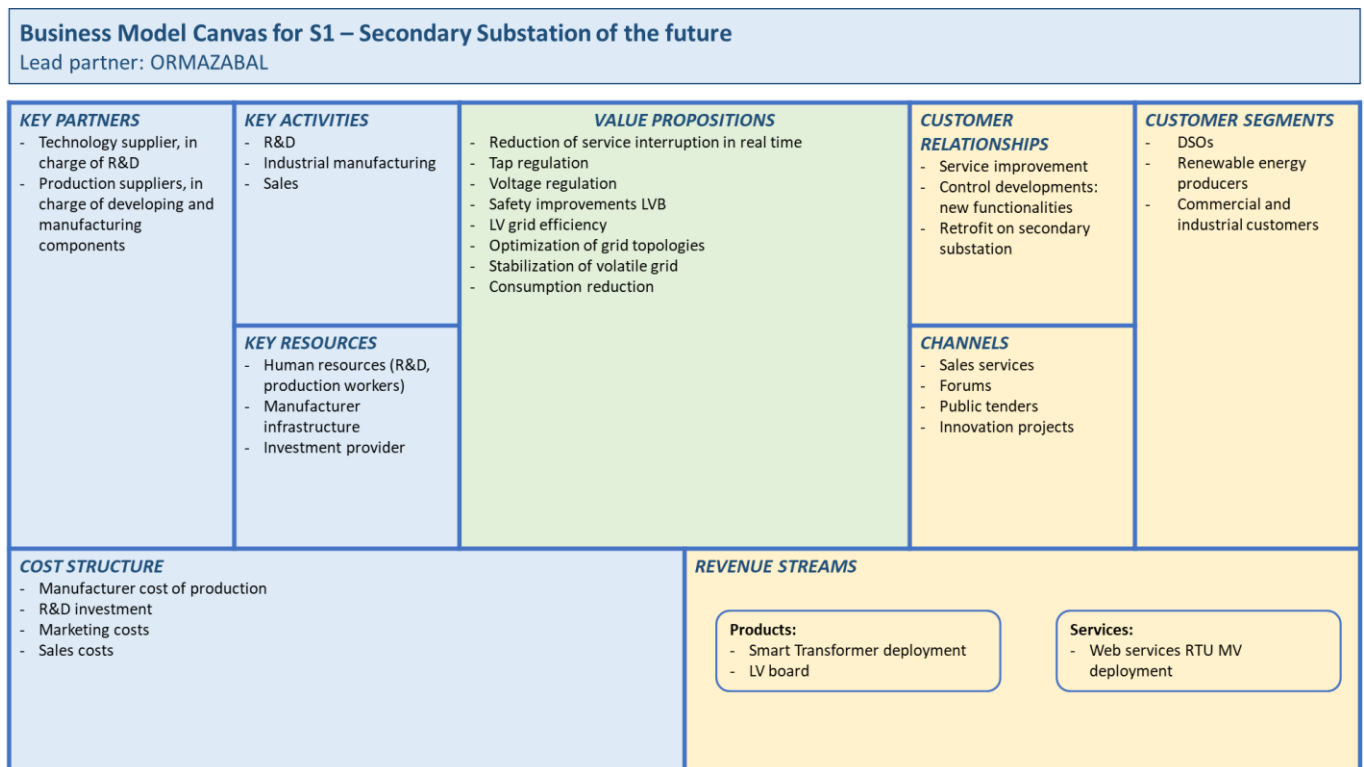 Business Model Canvas for S1 – Secondary Substation of the future
Lead partner: ORMAZABAL
KEY PARTNERS
- Technology supplier, in
charge of R&D
- Production suppliers, in
charge of developing and
manufacturing
components
KEY ACTIVITIES
- R&D
- Industrial manufacturing
- Sales
KEY RESOURCES
- Human resources (R&D,
production workers)
- Manufacturer
infrastructure
- Investment provider
VALUE PROPOSITIONS
- Reduction of service interruption in real time
- Tap regulation
- Voltage regulation
- Safety improvements LVB
- LV grid efficiency
- Optimization of grid topologies
- Stabilization of volatile grid
- Consumption reduction
CUSTOMER
RELATIONSHIPS
- Service improvement
- Control developments:
new functionalities
- Retrofit on secondary
substation
CHANNELS
- Sales services
- Forums
- Public tenders
- Innovation projects
CUSTOMER SEGMENTS
- DSOs
- Renewable energy
producers
- Commercial and
industrial customers
COST STRUCTURE
- Manufacturer cost of production
- R&D investment
- Marketing costs
- Sales costs
REVENUE STREAMS
Products:
- Smart Transformer deployment
- LV board
Services:
- Web services RTU MV
deployment